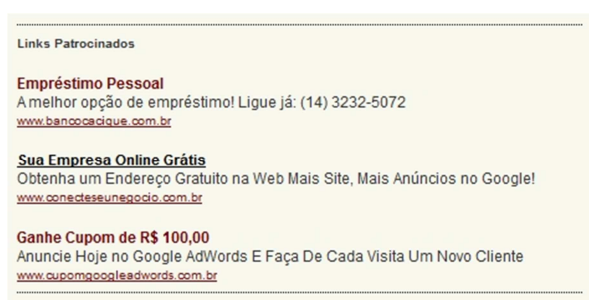 Links Patrocinados
Empréstimo Pessoal
A melhor opção de empréstimo! Ligue já: (14) 3232-5072
www.bancocacique.com.br
Sua Empresa Online Grátis
Obtenha um Endereço Gratuito na Web Mais Site, Mais Anúncios no Google!
www.conecteseunegocio.com.br
Ganhe Cupom de R$ 100,00
Anuncie Hoje no Google AdWords E Faça De Cada Visita Um Novo Cliente
www.cupomgoogleadwords.com.br